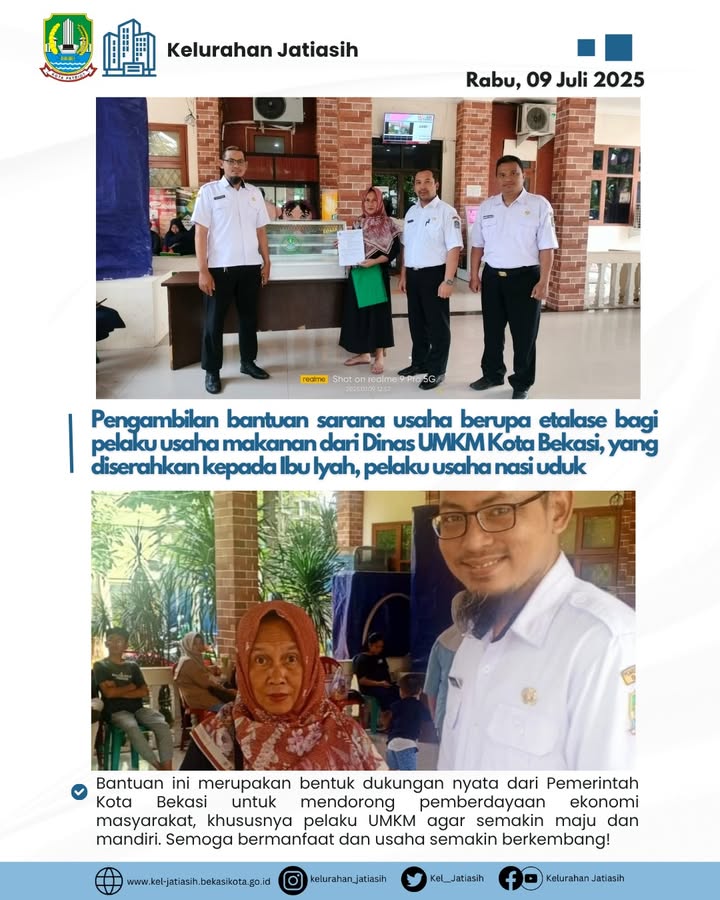 Kelurahan Jatiasih
Rabu, 09 Juli 2025
realme Shot on realme 9 Pro 5G
Pengambilan bantuan sarana usaha berupa etalase bagi
pelaku usaha makanan dari Dinas UMKM Kota Bekasi, yang
diserahkan kepada Ibu Iyah, pelaku usaha nasi uduk
Bantuan ini merupakan bentuk dukungan nyata dari Pemerintah
Kota Bekasi untuk mendorong pemberdayaan ekonomi
masyarakat, khususnya pelaku UMKM agar semakin maju dan
mandiri. Semoga bermanfaat dan usaha semakin berkembang!
www.kel-jatiasih.bekasikota.go.id kelurahan_jatiasih Kel__Jatiasih Kelurahan Jatiasih